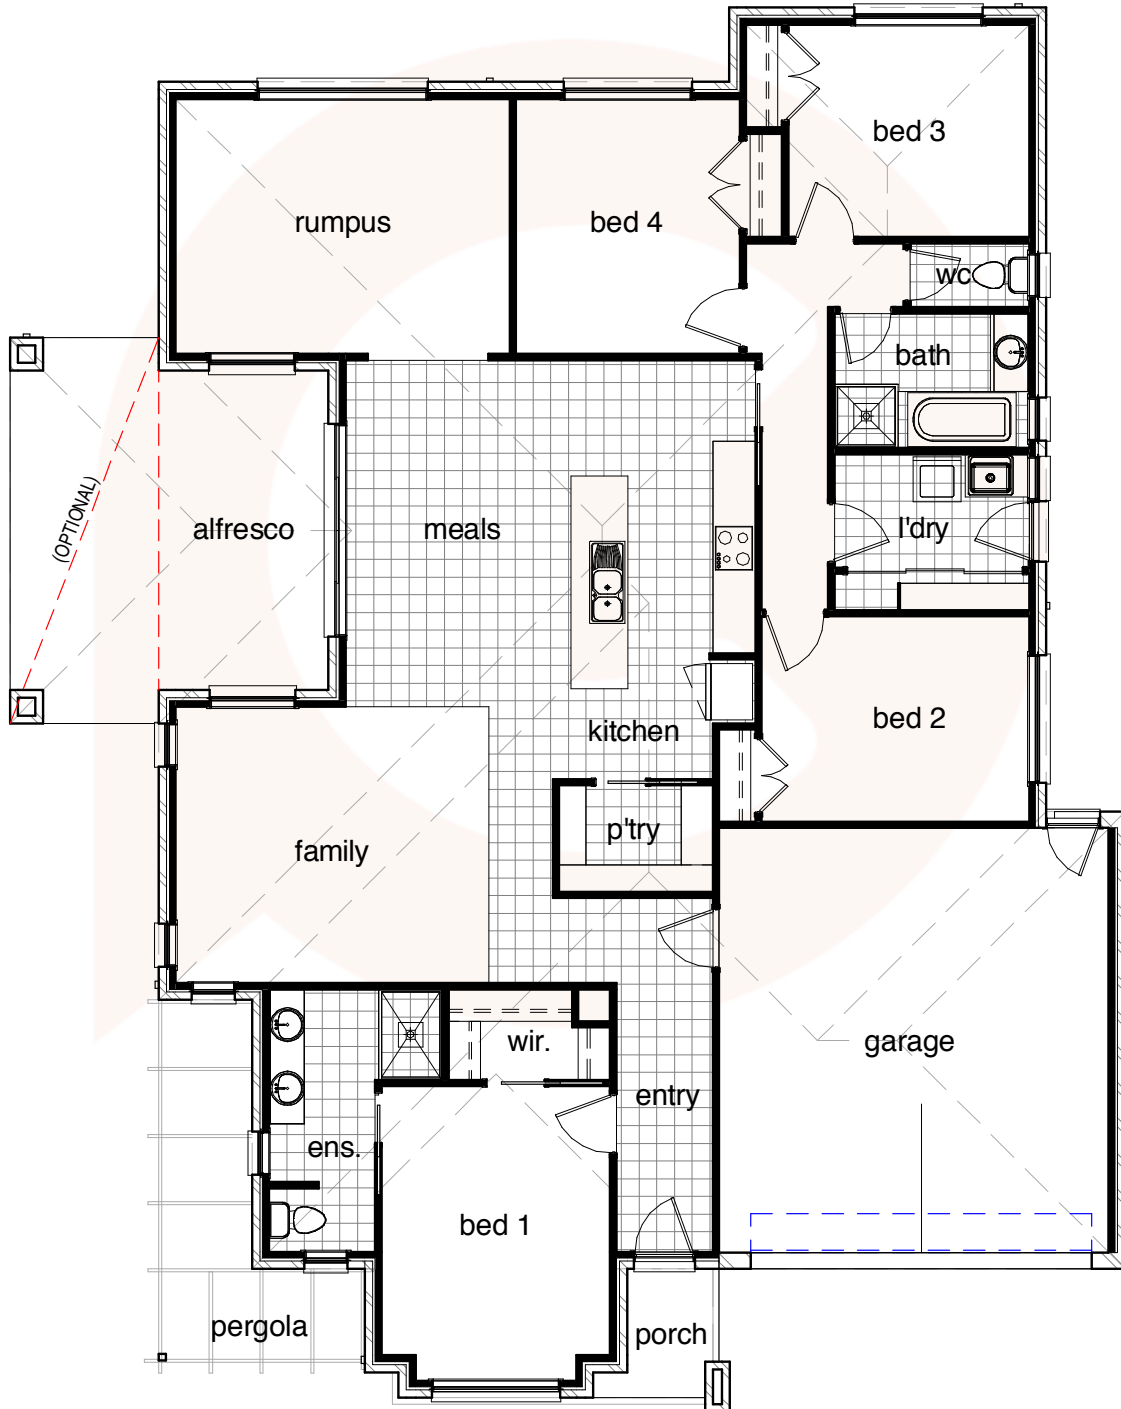 bed 3
rumpus
bed 4
wc
bath
(OPTIONAL)
alfresco
meals
l'dry
kitchen
bed 2
p'try
family
garage
wir.
entry
ens.
bed 1
pergola
porch